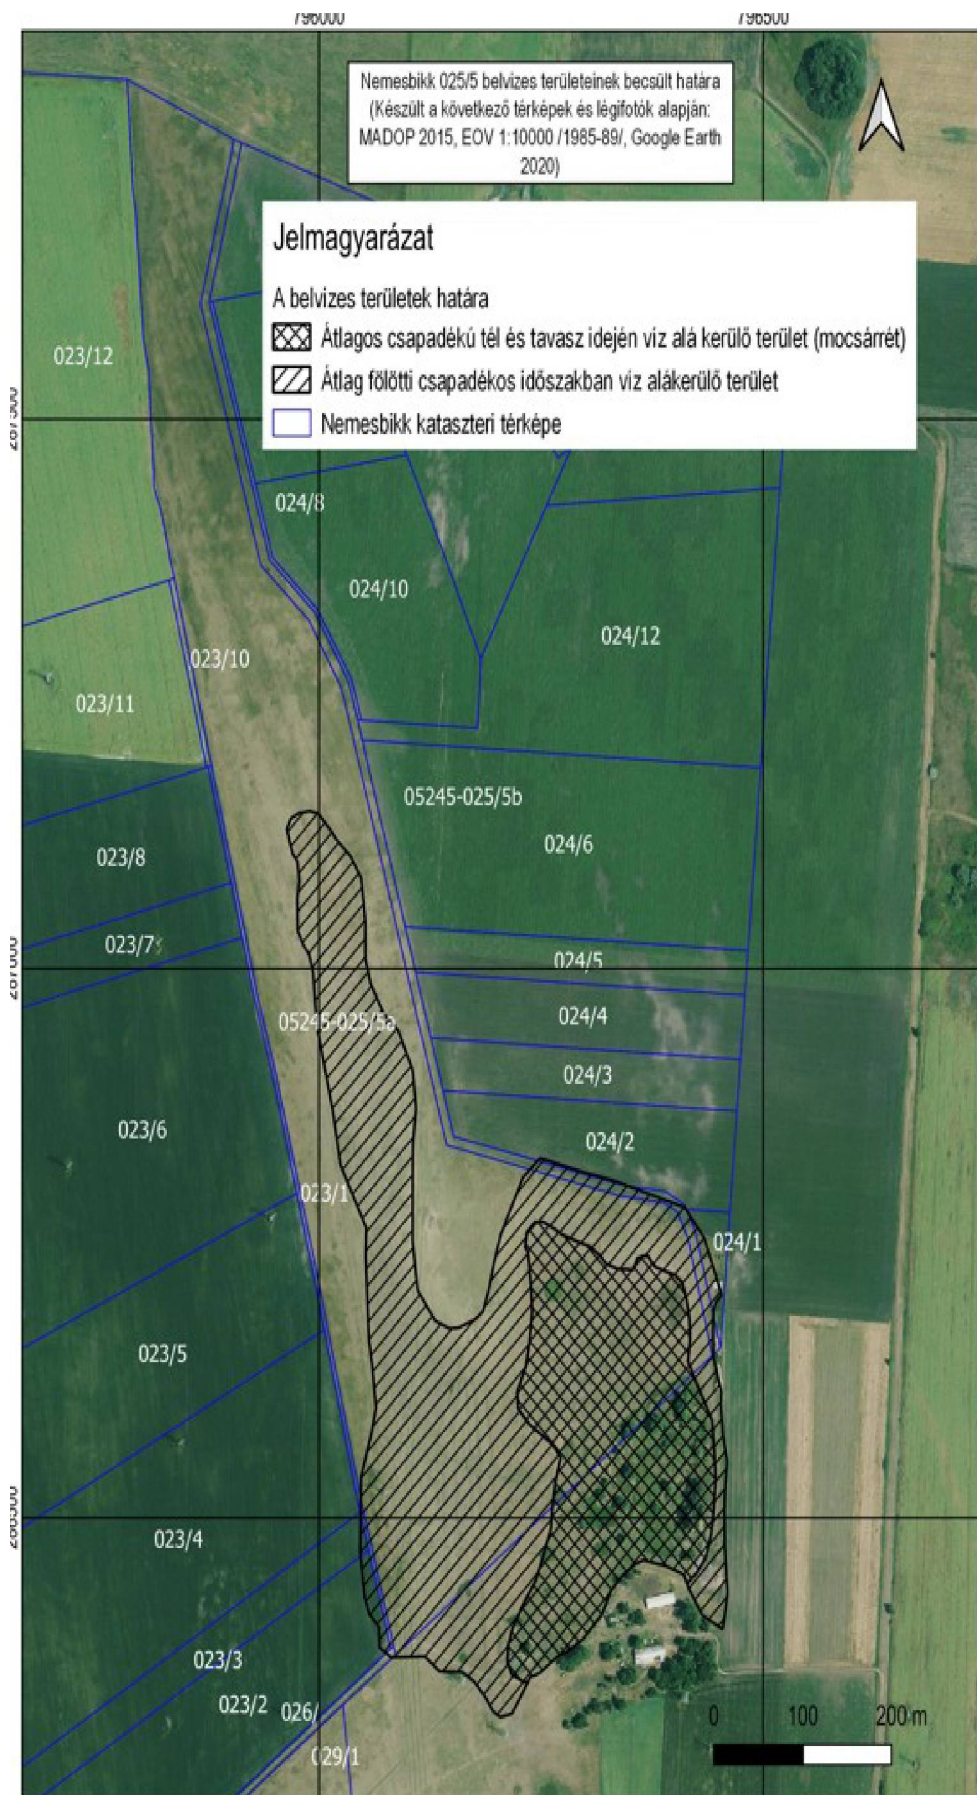 796000
796500
Nemesbikk 025/5 belvizes területeinek becsült határa
(Készült a következő térképek és légifotók alapján:
MADOP 2015, EOV 1:10000 /1985-89/, Google Earth
2020)
Jelmagyarázat
A belvizes területek határa
Átlagos csapadékú tél és tavasz idején víz alá kerülő terület (mocsárrét)
Átlag fölötti csapadékos időszakban víz alákerülő terület
Nemesbikk kataszteri térképe
023/12
287500
024/8
024/10
024/12
023/10
023/11
05245-025/5b
024/6
023/8
023/7
024/5
287000
024/4
05245-025/5a
024/3
023/6
024/2
023/1
024/1
023/5
286500
023/4
023/3
023/2
026/
029/1
0 100 200 m